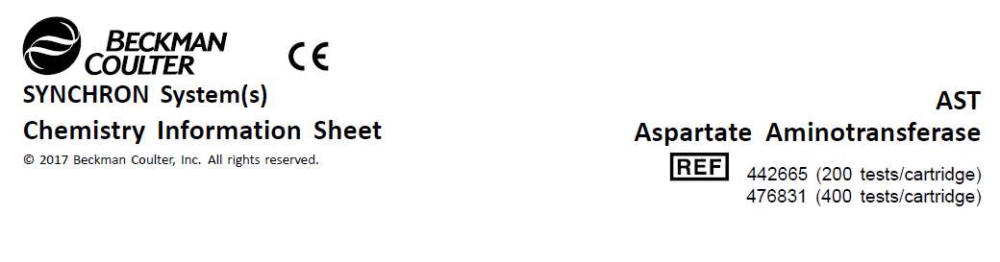 BECKMAN
COULTER
CE
SYNCHRON System(s)
Chemistry Information Sheet
© 2017 Beckman Coulter, Inc. All rights reserved.
AST
Aspartate Aminotransferase
REF 442665 (200 tests/cartridge)
476831 (400 tests/cartridge)